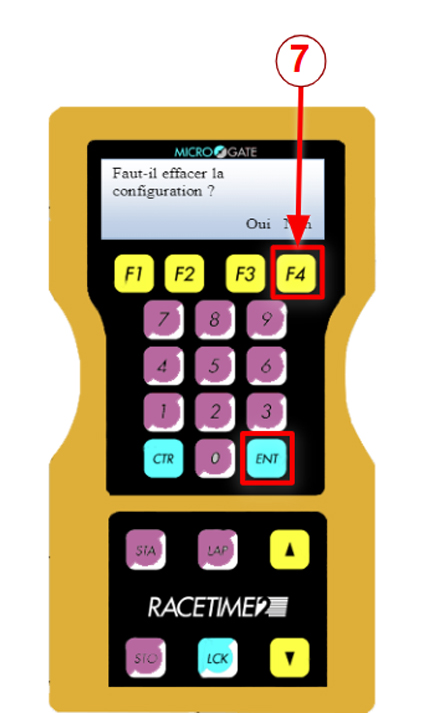 7
MICROGATE
Faut-il effacer la
configuration ?
Oui
F1 F2 F3 F4
7 8 9
4 5 6
1 2 3
CTR 0 ENT
STA LAP
RACETIME2
STO LCK